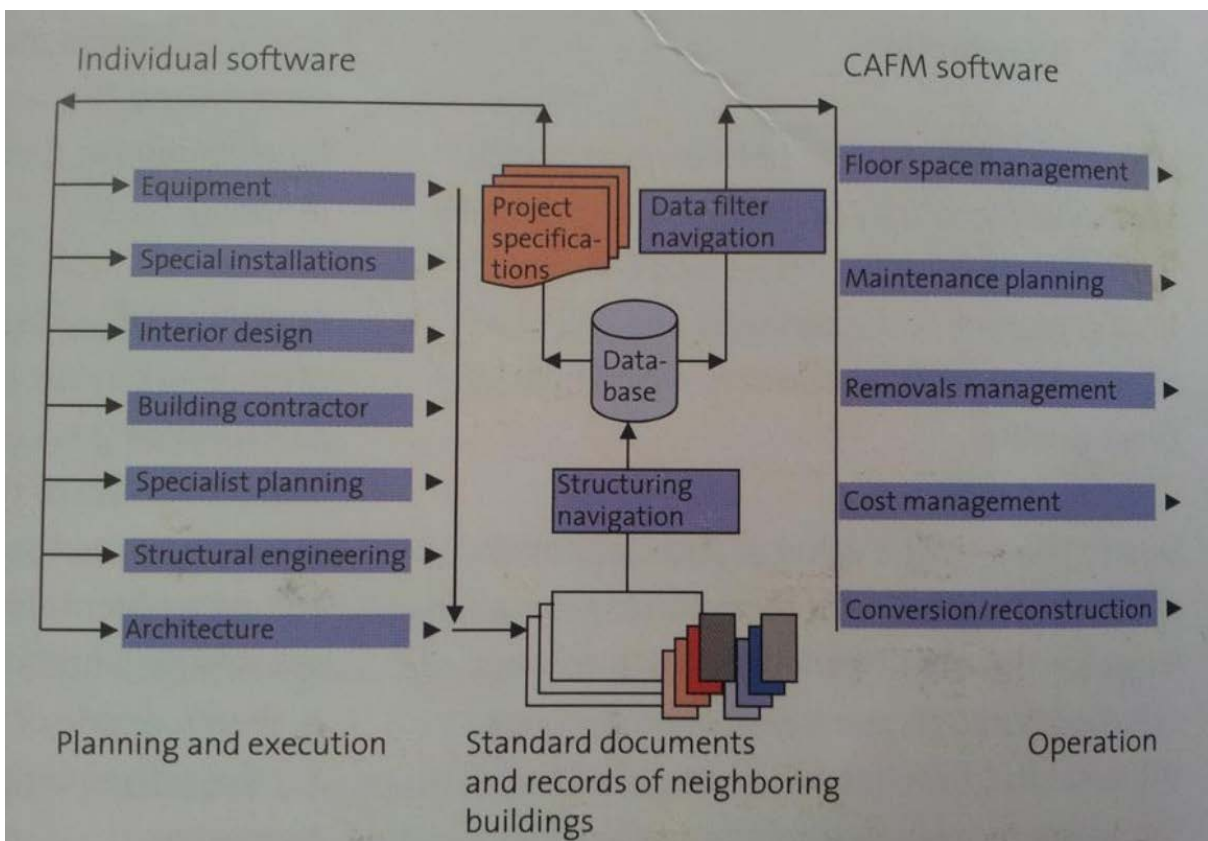 Individual software
CAFM software
Equipment
Special installations
Interior design
Building contractor
Specialist planning
Structural engineering
Architecture
Project
specifica-
tions
Data filter
navigation
Data-
base
Structuring
navigation
Floor space management
Maintenance planning
Removals management
Cost management
Conversion/reconstruction
Planning and execution
Standard documents
and records of neighboring
buildings
Operation